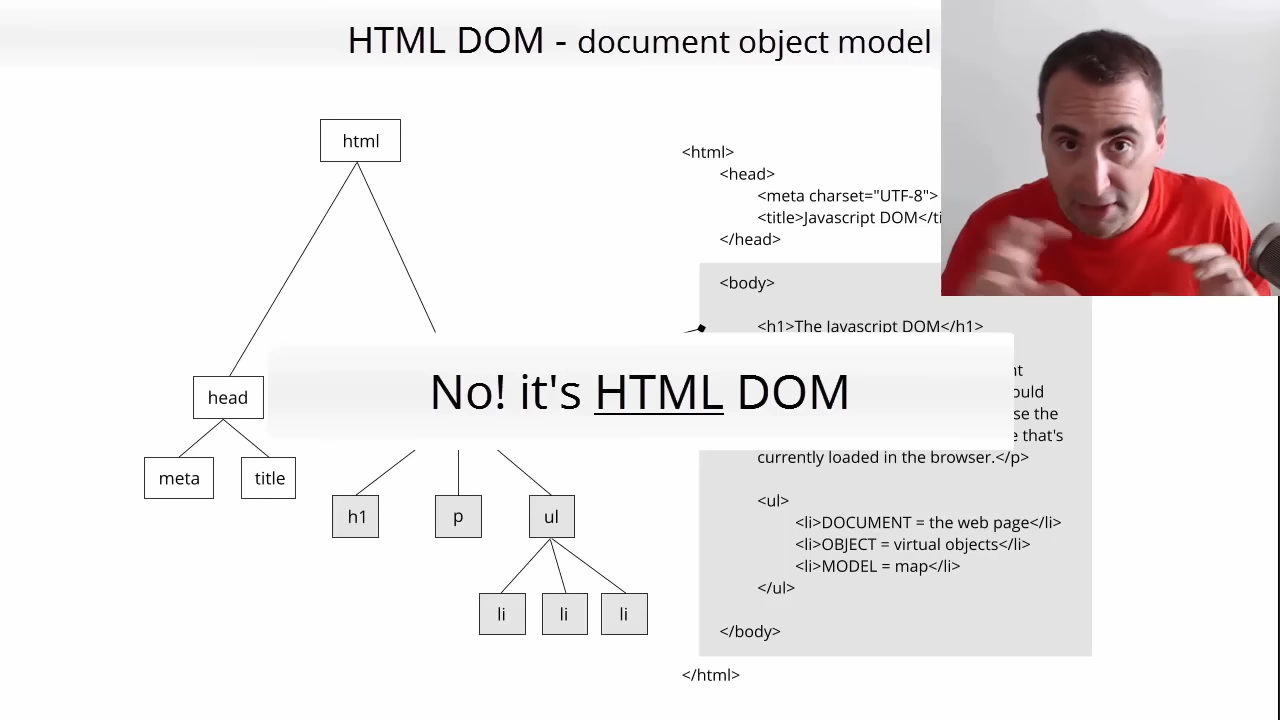 HTML DOM - document object model
html
head
meta
title
h1
p
ul
li
li
li
<html>
<head>
<meta charset="UTF-8">
<title>Javascript DOM</ti
</head>
<body>
<h1>The Javascript DOM</h1>
se the
that's
currently loaded in the browser.</p>
<ul>
<li>DOCUMENT = the web page</li>
<li>OBJECT = virtual objects</li>
<li>MODEL = map</li>
</ul>
</body>
</html>
No! it's HTML DOM